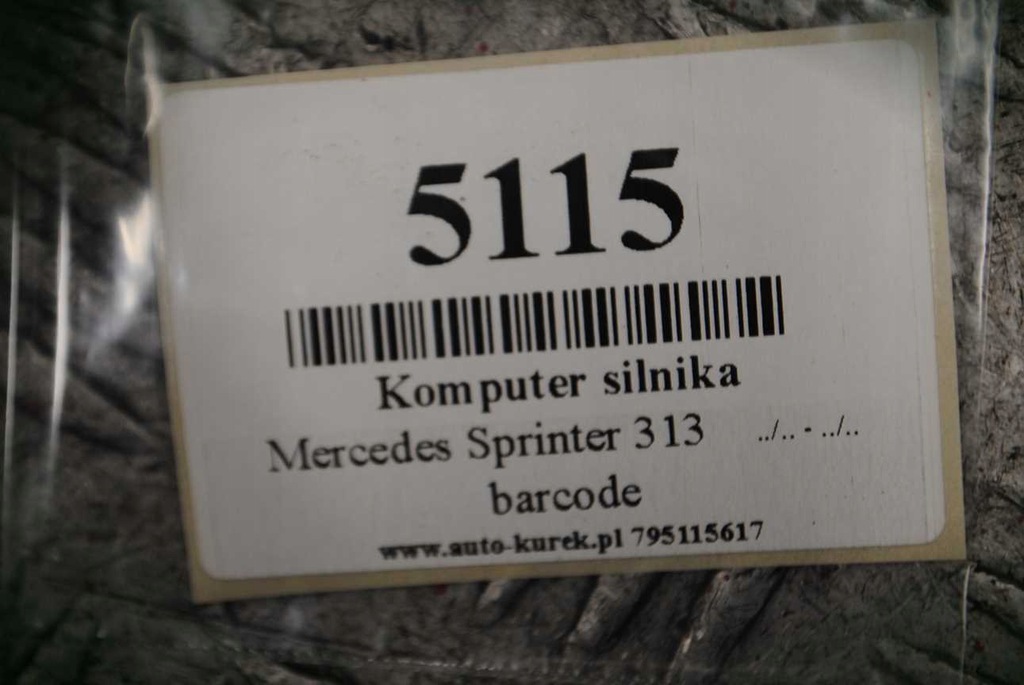 5115
Komputer silnika
Mercedes Sprinter 313 ../.. - ../..
barcode
www.auto-kurek.pl 795115617